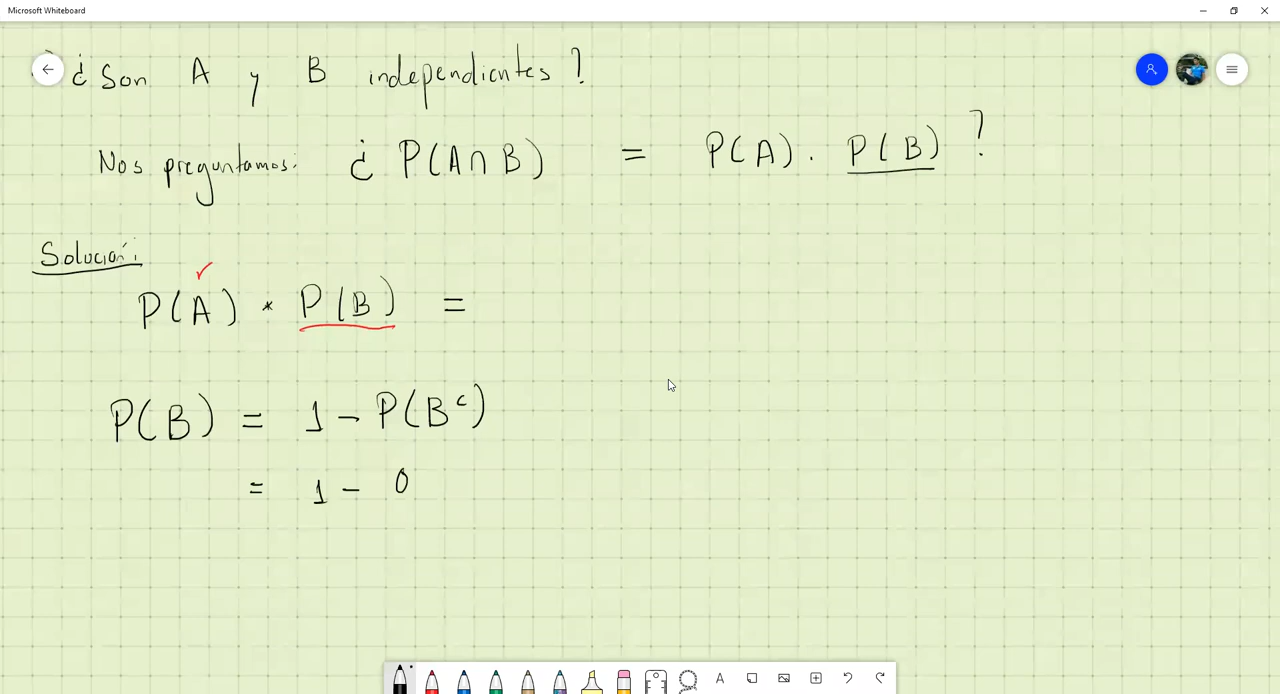 Microsoft Whiteboard
¿ Son A y B independientes ?
Nos preguntamos: ¿ P(A∩B) = P(A) . P(B) ?
Solución:
P(A) * P(B) =
P(B) = 1 - P(Bᶜ)
= 1 - 0
A